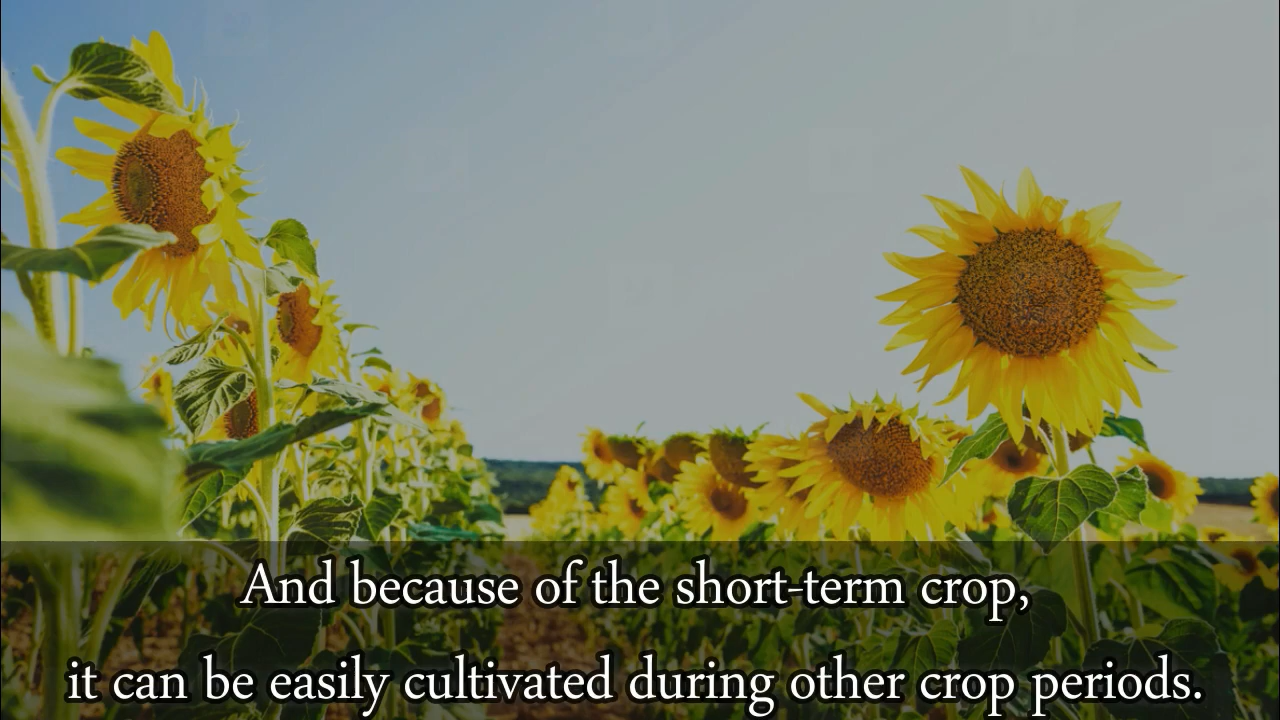 And because of the short-term crop,
it can be easily cultivated during other crop periods.